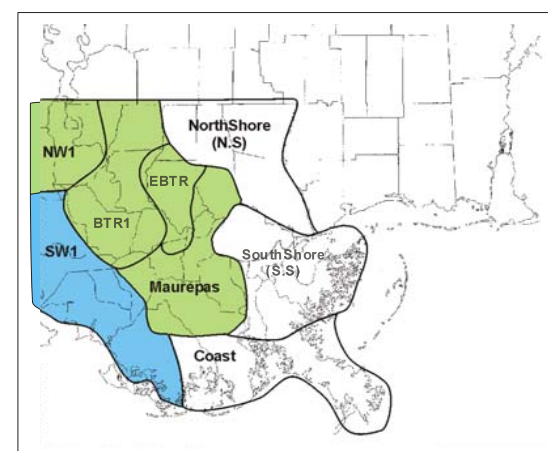 NorthShore
(N.S)
NW1
EBTR
BTR1
SW1
SouthShore
(S.S)
Maurepas
Coast